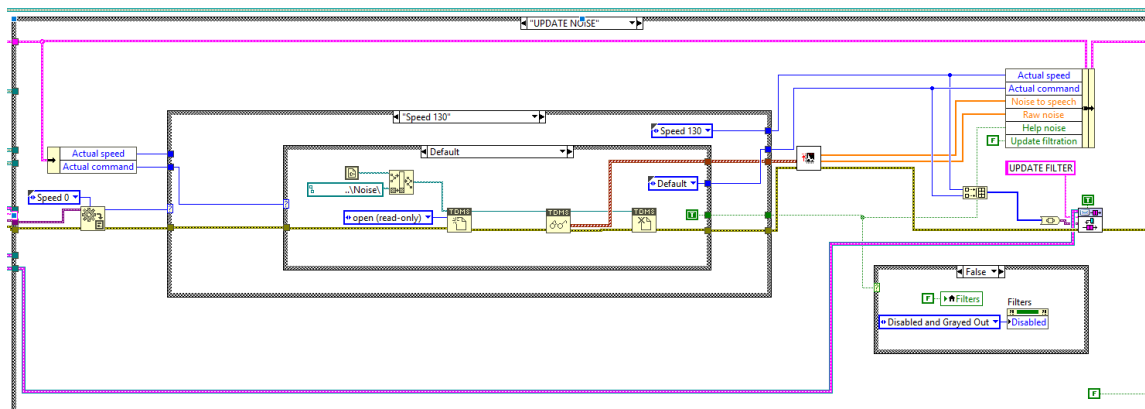 "UPDATE NOISE"
Actual speed
Actual command
Noise to speech
Raw noise
Help noise
F
Update filtration
"Speed 130"
Speed 130
Actual speed
Actual command
Default
UPDATE FILTER
..\Noise\
Default
Speed 0
open (read-only)
TDMS
TDMS
TDMS
T
T
False
F
Filters
Filters
Disabled and Grayed Out
Disabled
F